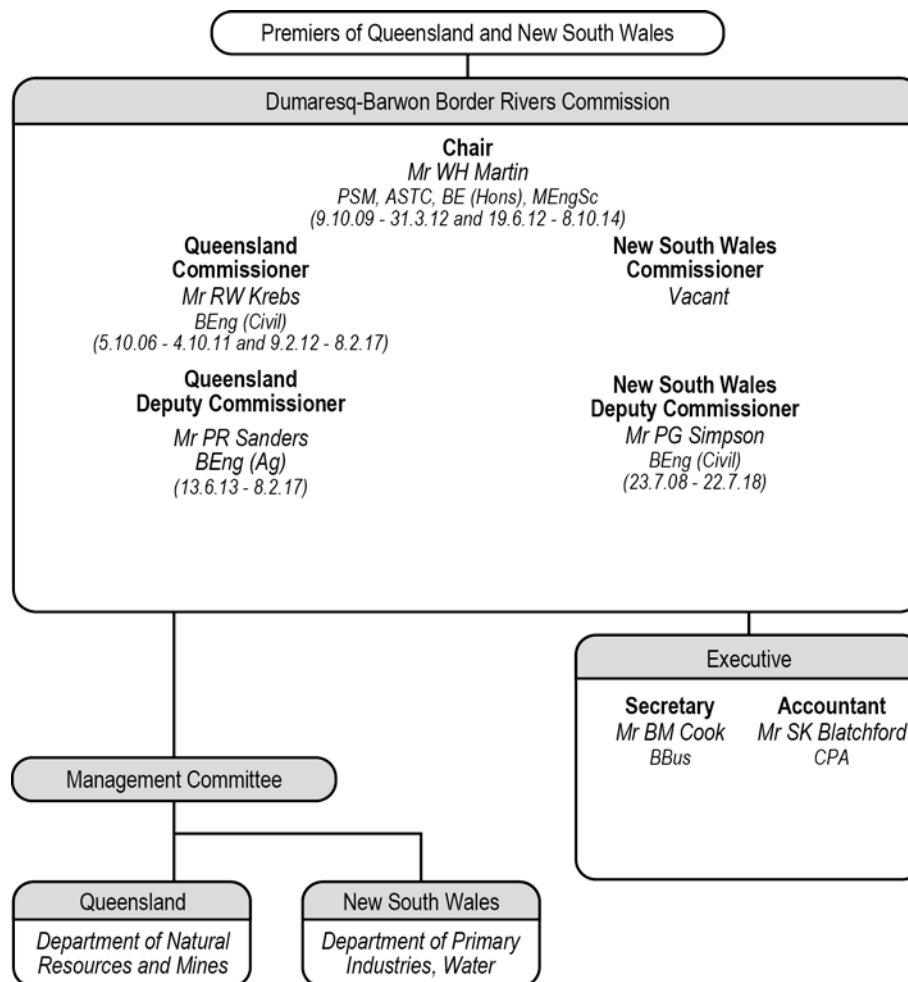 Premiers of Queensland and New South Wales
Dumaresq-Barwon Border Rivers Commission
Chair
Mr WH Martin
PSM, ASTC, BE (Hons), MEngSc
(9.10.09 - 31.3.12 and 19.6.12 - 8.10.14)
Queensland
Commissioner
Mr RW Krebs
BEng (Civil)
(5.10.06 - 4.10.11 and 9.2.12 - 8.2.17)
New South Wales
Commissioner
Vacant
Queensland
Deputy Commissioner
Mr PR Sanders
BEng (Ag)
(13.6.13 - 8.2.17)
New South Wales
Deputy Commissioner
Mr PG Simpson
BEng (Civil)
(23.7.08 - 22.7.18)
Executive
Secretary
Mr BM Cook
BBus
Accountant
Mr SK Blatchford
CPA
Management Committee
Queensland
Department of Natural
Resources and Mines
New South Wales
Department of Primary
Industries, Water